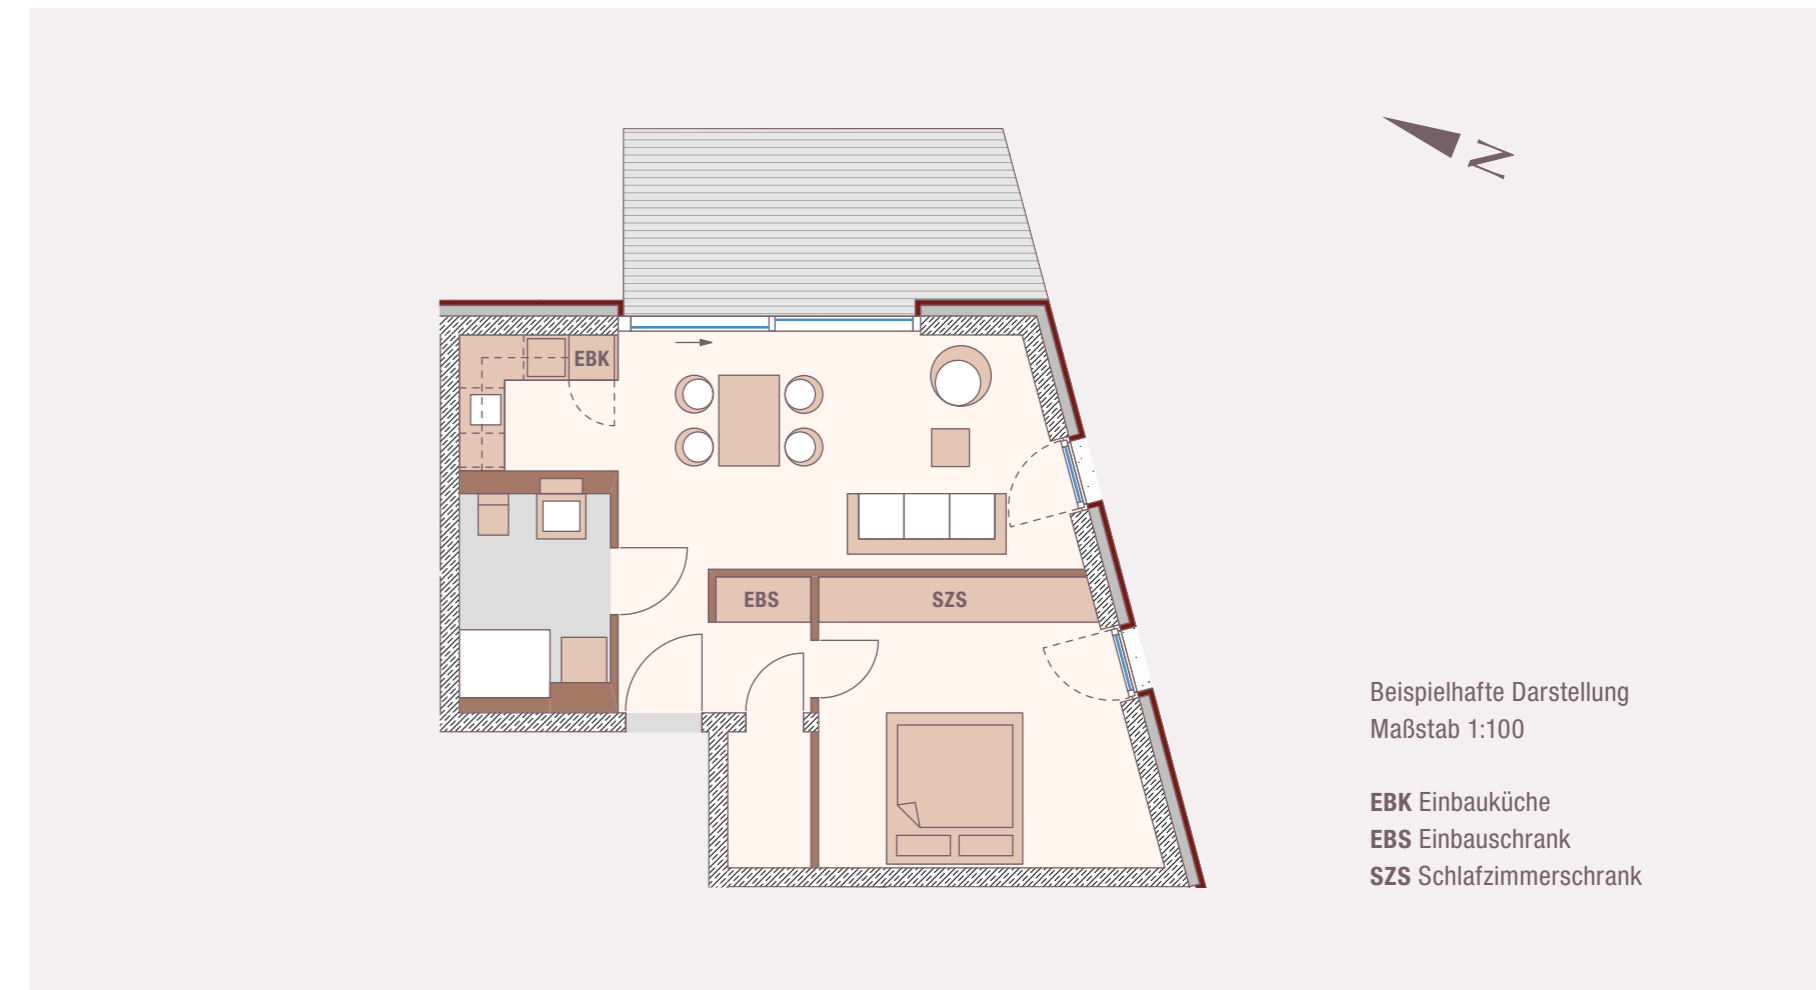 N
EBK
EBS
SZS
Beispielhafte Darstellung
Maßstab 1:100
EBK Einbauküche
EBS Einbauschrank
SZS Schlafzimmerschrank